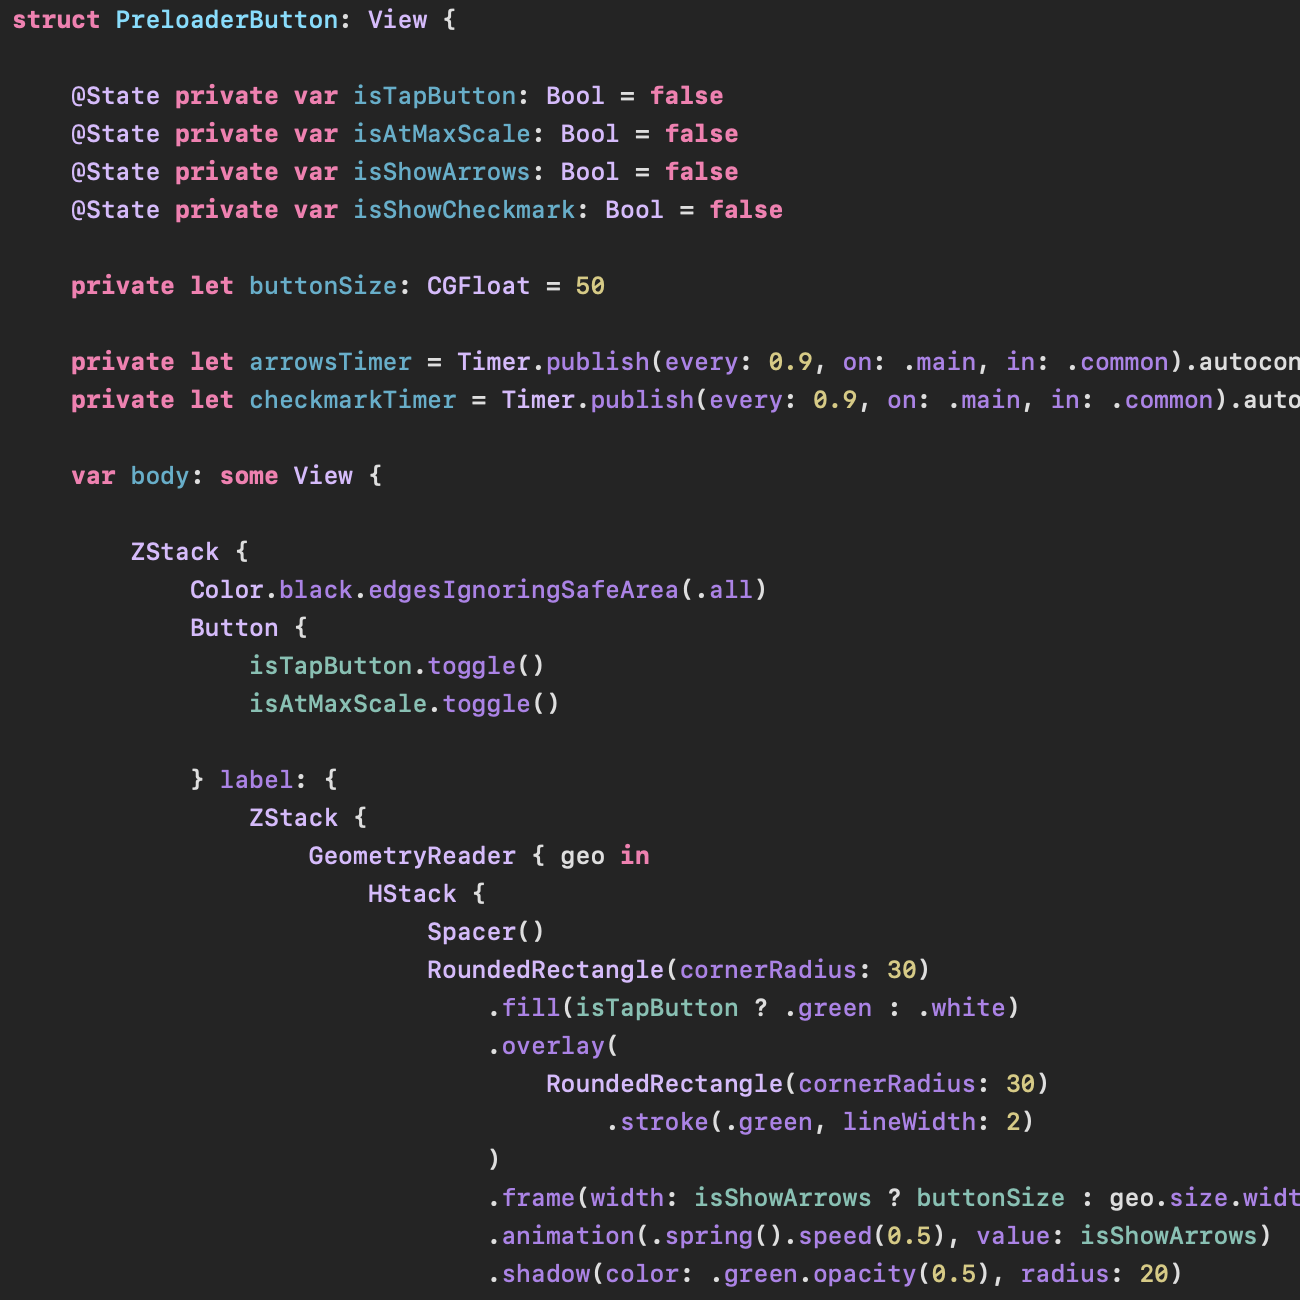 struct PreloaderButton: View {
@State private var isTapButton: Bool = false
@State private var isAtMaxScale: Bool = false
@State private var isShowArrows: Bool = false
@State private var isShowCheckmark: Bool = false
private let buttonSize: CGFloat = 50
private let arrowsTimer = Timer.publish(every: 0.9, on: .main, in: .common).autocon
private let checkmarkTimer = Timer.publish(every: 0.9, on: .main, in: .common).auto
var body: some View {
ZStack {
Color.black.edgesIgnoringSafeArea(.all)
Button {
isTapButton.toggle()
isAtMaxScale.toggle()
} label: {
ZStack {
GeometryReader { geo in
HStack {
Spacer()
RoundedRectangle(cornerRadius: 30)
.fill(isTapButton ? .green : .white)
.overlay(
RoundedRectangle(cornerRadius: 30)
.stroke(.green, lineWidth: 2)
)
.frame(width: isShowArrows ? buttonSize : geo.size.widt
.animation(.spring().speed(0.5), value: isShowArrows)
.shadow(color: .green.opacity(0.5), radius: 20)